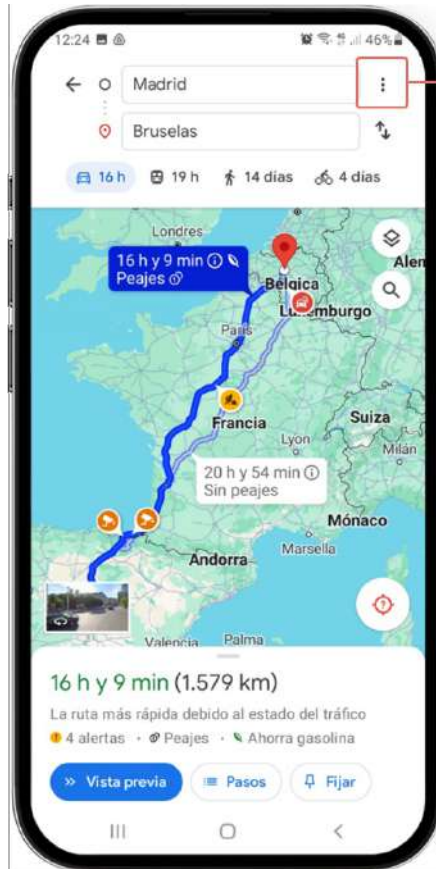 12:24 46%
Madrid
Bruselas
16 h 19 h 14 días 4 días
Londres
16 h y 9 min
Peajes
Bélgica
Alen
Luxemburgo
París
Francia
Suiza
Lyon
Milán
20 h y 54 min
Sin peajes
Mónaco
Marsella
Andorra
Valencia Palma
16 h y 9 min (1.579 km)
La ruta más rápida debido al estado del tráfico
4 alertas · Peajes · Ahorra gasolina
Vista previa Pasos Fijar